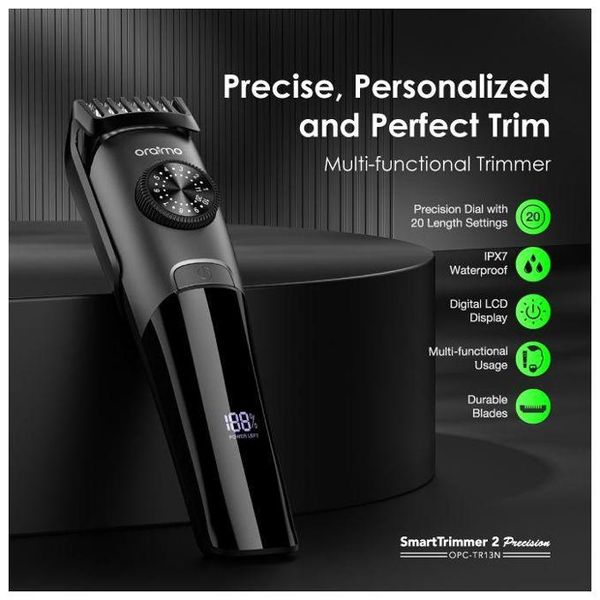 Precise, Personalized
and Perfect Trim
Multi-functional Trimmer
oraimo
Precision Dial with
20 Length Settings
20
IPX7
Waterproof
Digital LCD
Display
Multi-functional
Usage
Durable
Blades
188%
POWER LEFT
SmartTrimmer 2 Precision
OPC-TR13N